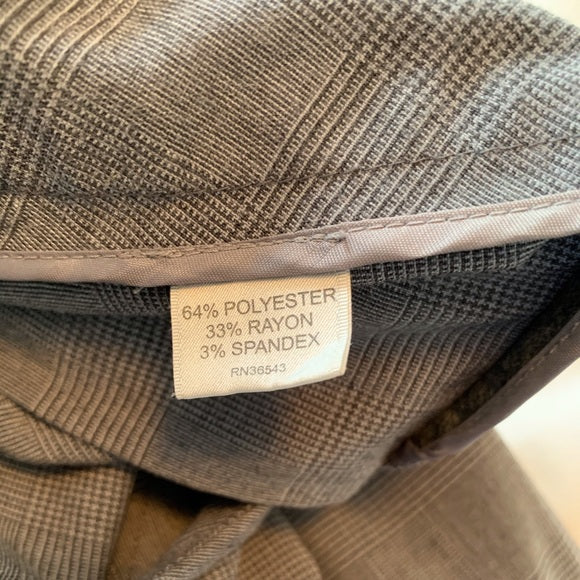 64% POLYESTER
33% RAYON
3% SPANDEX
RN36543